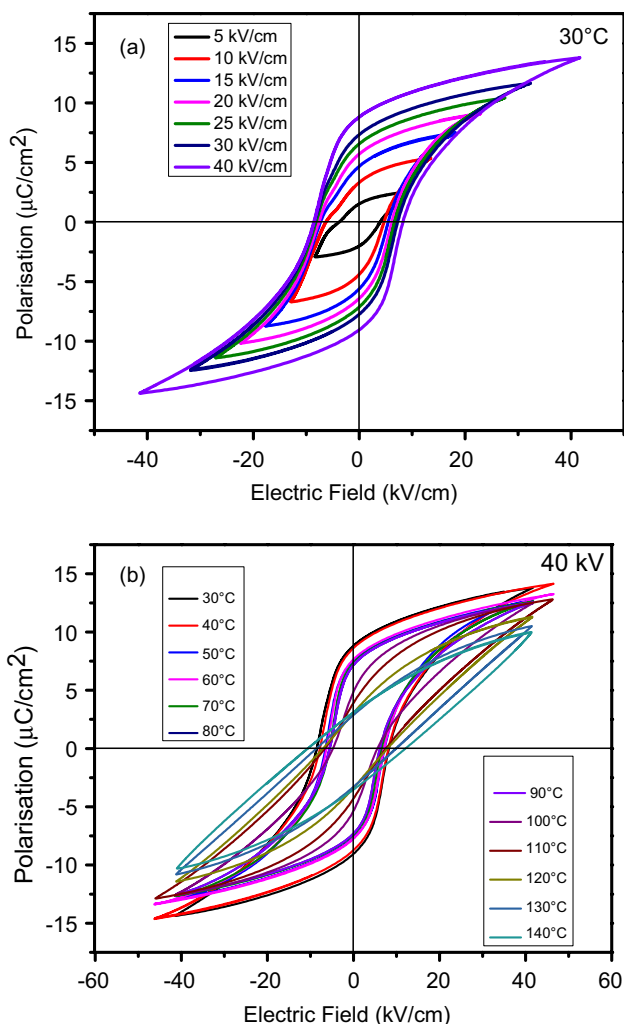 (a)
30°C
5 kV/cm
10 kV/cm
15 kV/cm
20 kV/cm
25 kV/cm
30 kV/cm
40 kV/cm
15
10
5
0
-5
-10
-15
Polarisation (µC/cm²)
-40 -20 0 20 40
Electric Field (kV/cm)
(b)
40 kV
30°C
40°C
50°C
60°C
70°C
80°C
90°C
100°C
110°C
120°C
130°C
140°C
15
10
5
0
-5
-10
-15
Polarisation (µC/cm²)
-60 -40 -20 0 20 40 60
Electric Field (kV/cm)